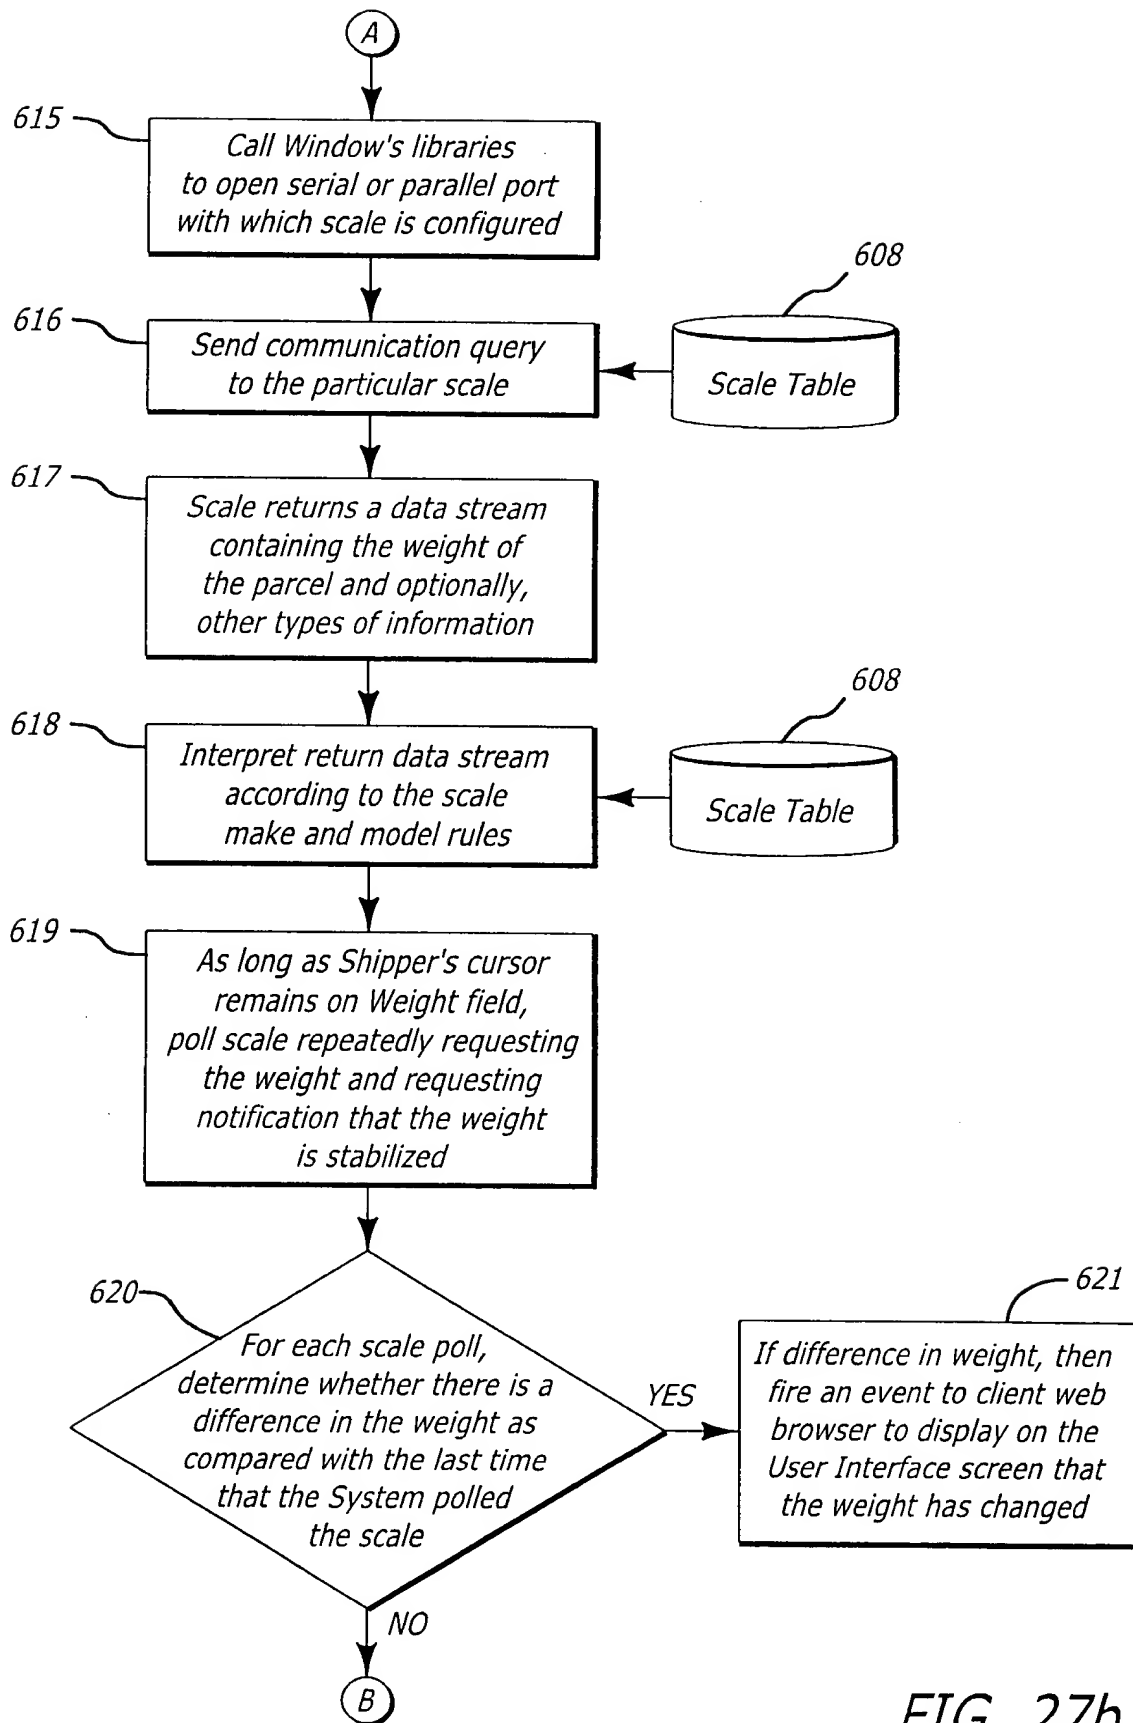 A
615
Call Window's libraries
to open serial or parallel port
with which scale is configured
608
616
Send communication query
to the particular scale
Scale Table
617
Scale returns a data stream
containing the weight of
the parcel and optionally,
other types of information
608
618
Interpret return data stream
according to the scale
make and model rules
Scale Table
619
As long as Shipper's cursor
remains on Weight field,
poll scale repeatedly requesting
the weight and requesting
notification that the weight
is stabilized
620
For each scale poll,
determine whether there is a
difference in the weight as
compared with the last time
that the System polled
the scale
YES
621
If difference in weight, then
fire an event to client web
browser to display on the
User Interface screen that
the weight has changed
NO
B
FIG. 27b